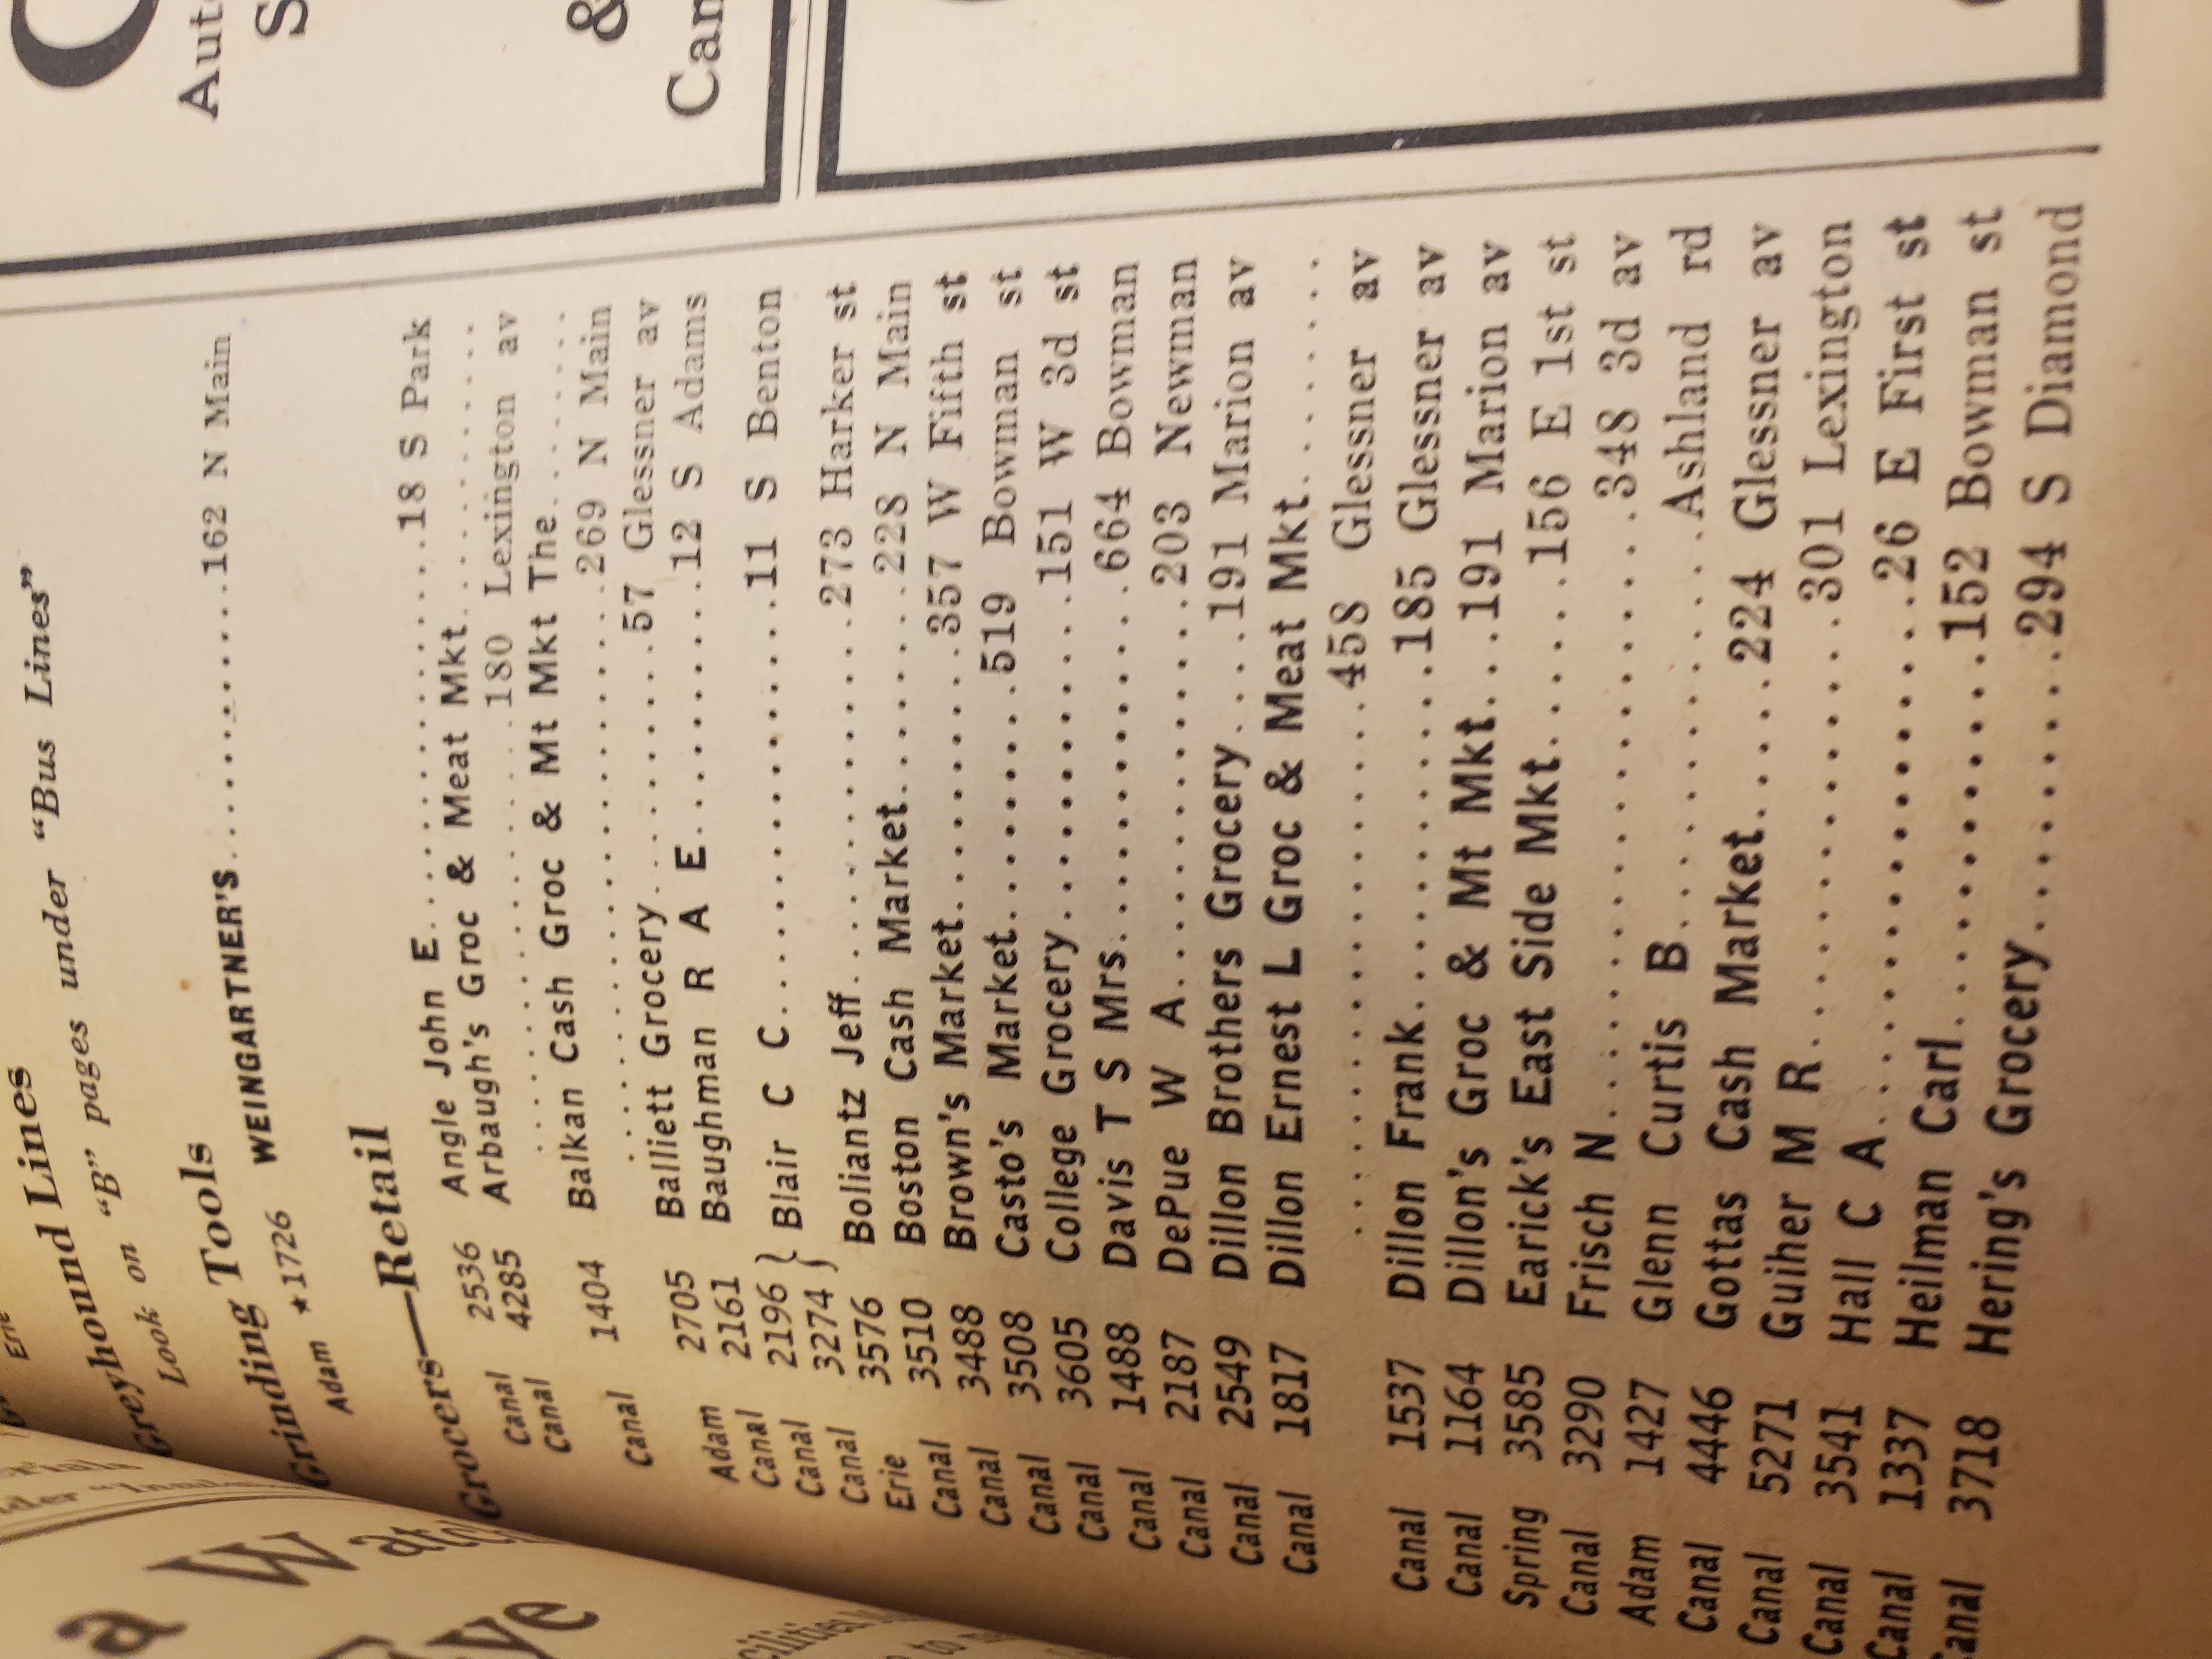 Greyhound Lines
Look on "B" pages under "Bus Lines"
Grinding Tools
Adam ★1726 WEINGARTNER'S..........162 N Main
Grocers—Retail
Canal 2536 Angle John E..............18 S Park
Canal 4285 Arbaugh's Groc & Meat Mkt..........
............180 Lexington av
Canal 1404 Balkan Cash Groc & Mt Mkt The.......
................269 N Main
Adam 2705 Balliett Grocery.........57 Glessner av
Canal 2161 Baughman R A E..........12 S Adams
Canal 2196 } Blair C C................11 S Benton
Canal 3274 }
Erie 3576 Boliantz Jeff.............273 Harker st
Canal 3510 Boston Cash Market.......228 N Main
Canal 3488 Brown's Market.........357 W Fifth st
Canal 3508 Casto's Market........519 Bowman st
Canal 3605 College Grocery..........151 W 3d st
Canal 1488 Davis T S Mrs...........664 Bowman
Canal 2187 DePue W A.............203 Newman
Canal 2549 Dillon Brothers Grocery....191 Marion av
Canal 1817 Dillon Ernest L Groc & Meat Mkt.......
................458 Glessner av
Canal 1537 Dillon Frank............185 Glessner av
Canal 1164 Dillon's Groc & Mt Mkt...191 Marion av
Spring 3585 Earick's East Side Mkt......156 E 1st st
Canal 3290 Frisch N................348 3d av
Adam 1427 Glenn Curtis B............Ashland rd
Canal 4446 Gottas Cash Market.....224 Glessner av
Canal 5271 Guiher M R............301 Lexington
Canal 3541 Hall C A..............26 E First st
Canal 1337 Heilman Carl...........152 Bowman st
Canal 3718 Hering's Grocery........294 S Diamond